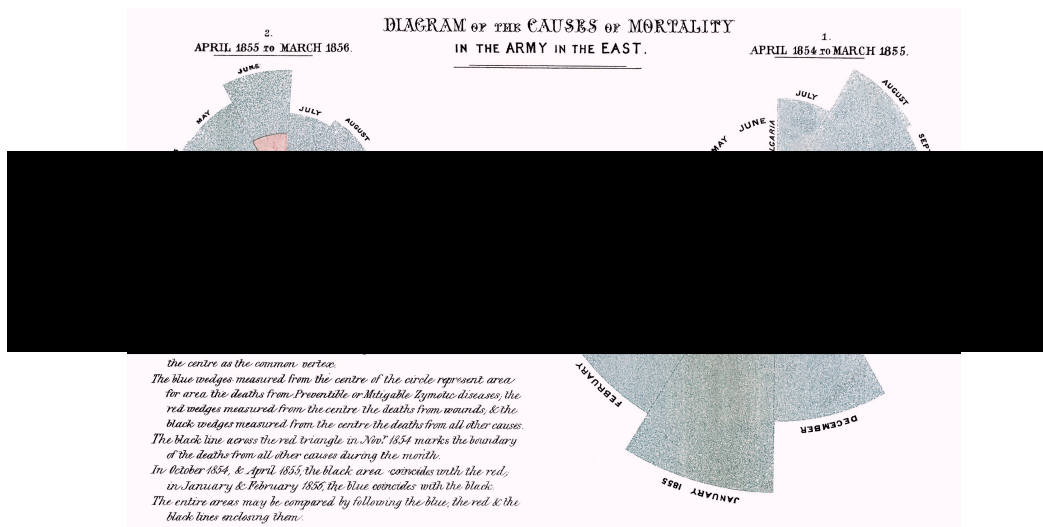 DIAGRAM OF THE CAUSES OF MORTALITY
IN THE ARMY IN THE EAST.
2.
APRIL 1855 TO MARCH 1856.
1.
APRIL 1854 TO MARCH 1855.
JUNE
MAY
JULY
AUGUST
JULY
AUGUST
JUNE
MAY
the centre as the common vertex.
The blue wedges measured from the centre of the circle represent area
for area the deaths from Preventible or Mitigable Zymotic diseases; the
red wedges measured from the centre the deaths from wounds, & the
black wedges measured from the centre the deaths from all other causes.
The black line across the red triangle in Novr. 1854 marks the boundary
of the deaths from all other causes during the month.
In October 1854, & April 1855, the black area coincides with the red;
in January & February 1856, the blue coincides with the black.
The entire areas may be compared by following the blue, the red & the
black lines enclosing them.
FEBRUARY
JANUARY 1855
DECEMBER